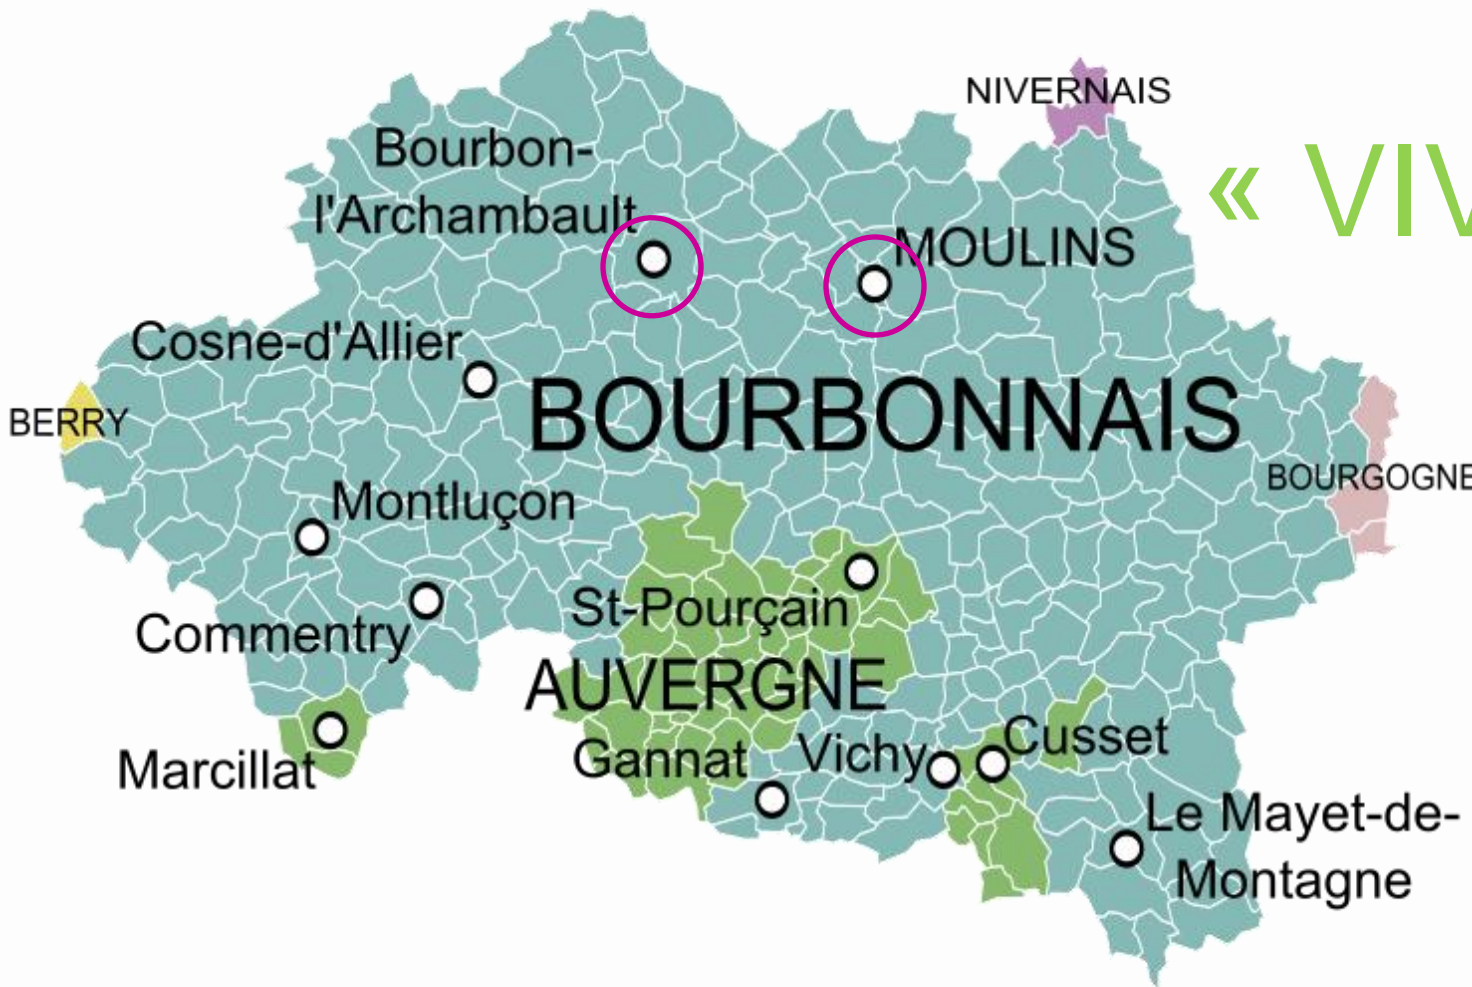 NIVERNAIS
« VIV
Bourbon-
l'Archambault
MOULINS
Cosne-d'Allier
BERRY
BOURBONNAIS
BOURGOGNE
Montluçon
St-Pourçain
Commentry
AUVERGNE
Marcillat
Gannat
Vichy
Cusset
Le Mayet-de-
Montagne